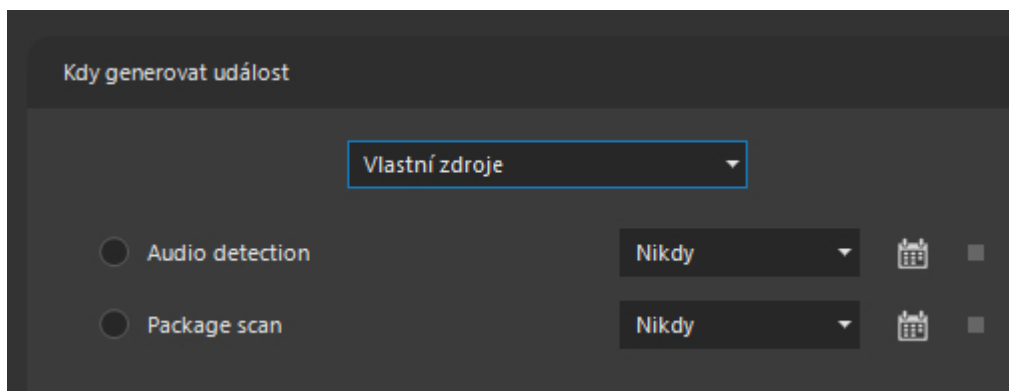 Kdy generovat událost
Vlastní zdroje
Audio detection Nikdy
Package scan Nikdy